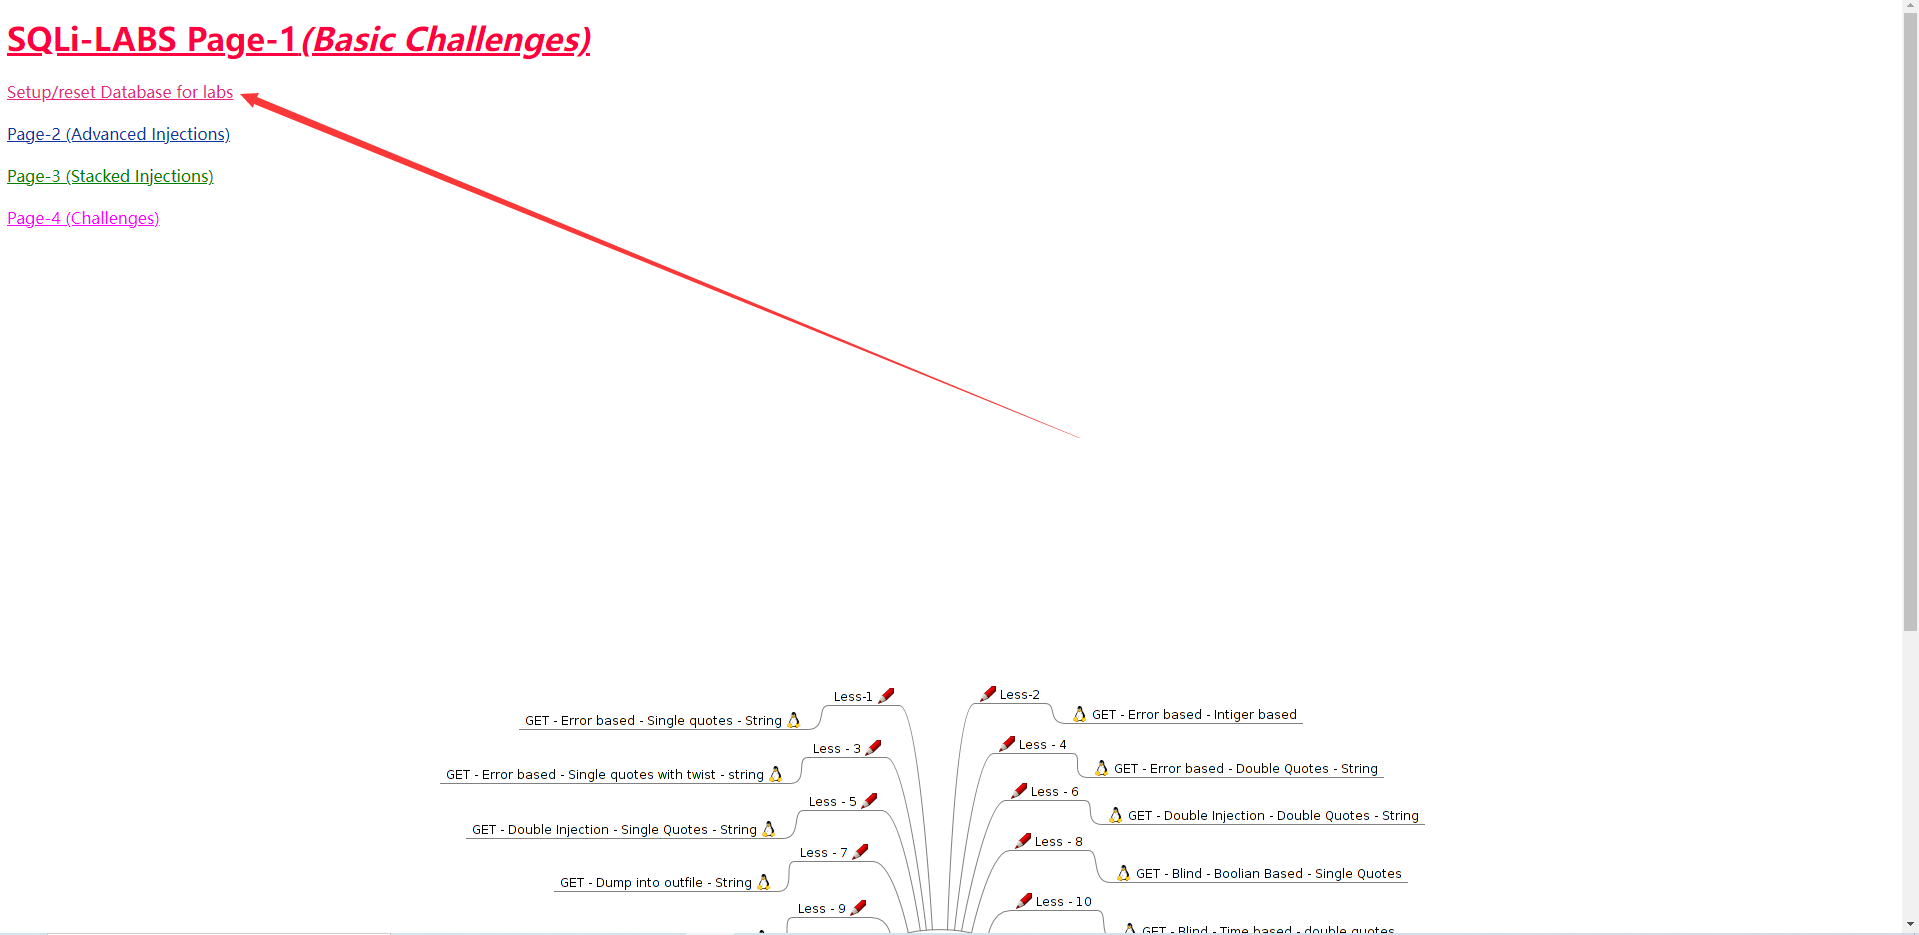 SQLi-LABS Page-1(Basic Challenges)
Setup/reset Database for labs
Page-2 (Advanced Injections)
Page-3 (Stacked Injections)
Page-4 (Challenges)
Less-1
GET - Error based - Single quotes - String
Less - 3
GET - Error based - Single quotes with twist - string
Less - 5
GET - Double Injection - Single Quotes - String
Less - 7
GET - Dump into outfile - String
Less - 9
Less-2
GET - Error based - Intiger based
Less - 4
GET - Error based - Double Quotes - String
Less - 6
GET - Double Injection - Double Quotes - String
Less - 8
GET - Blind - Boolian Based - Single Quotes
Less - 10
GET - Blind - Time based - double quotes